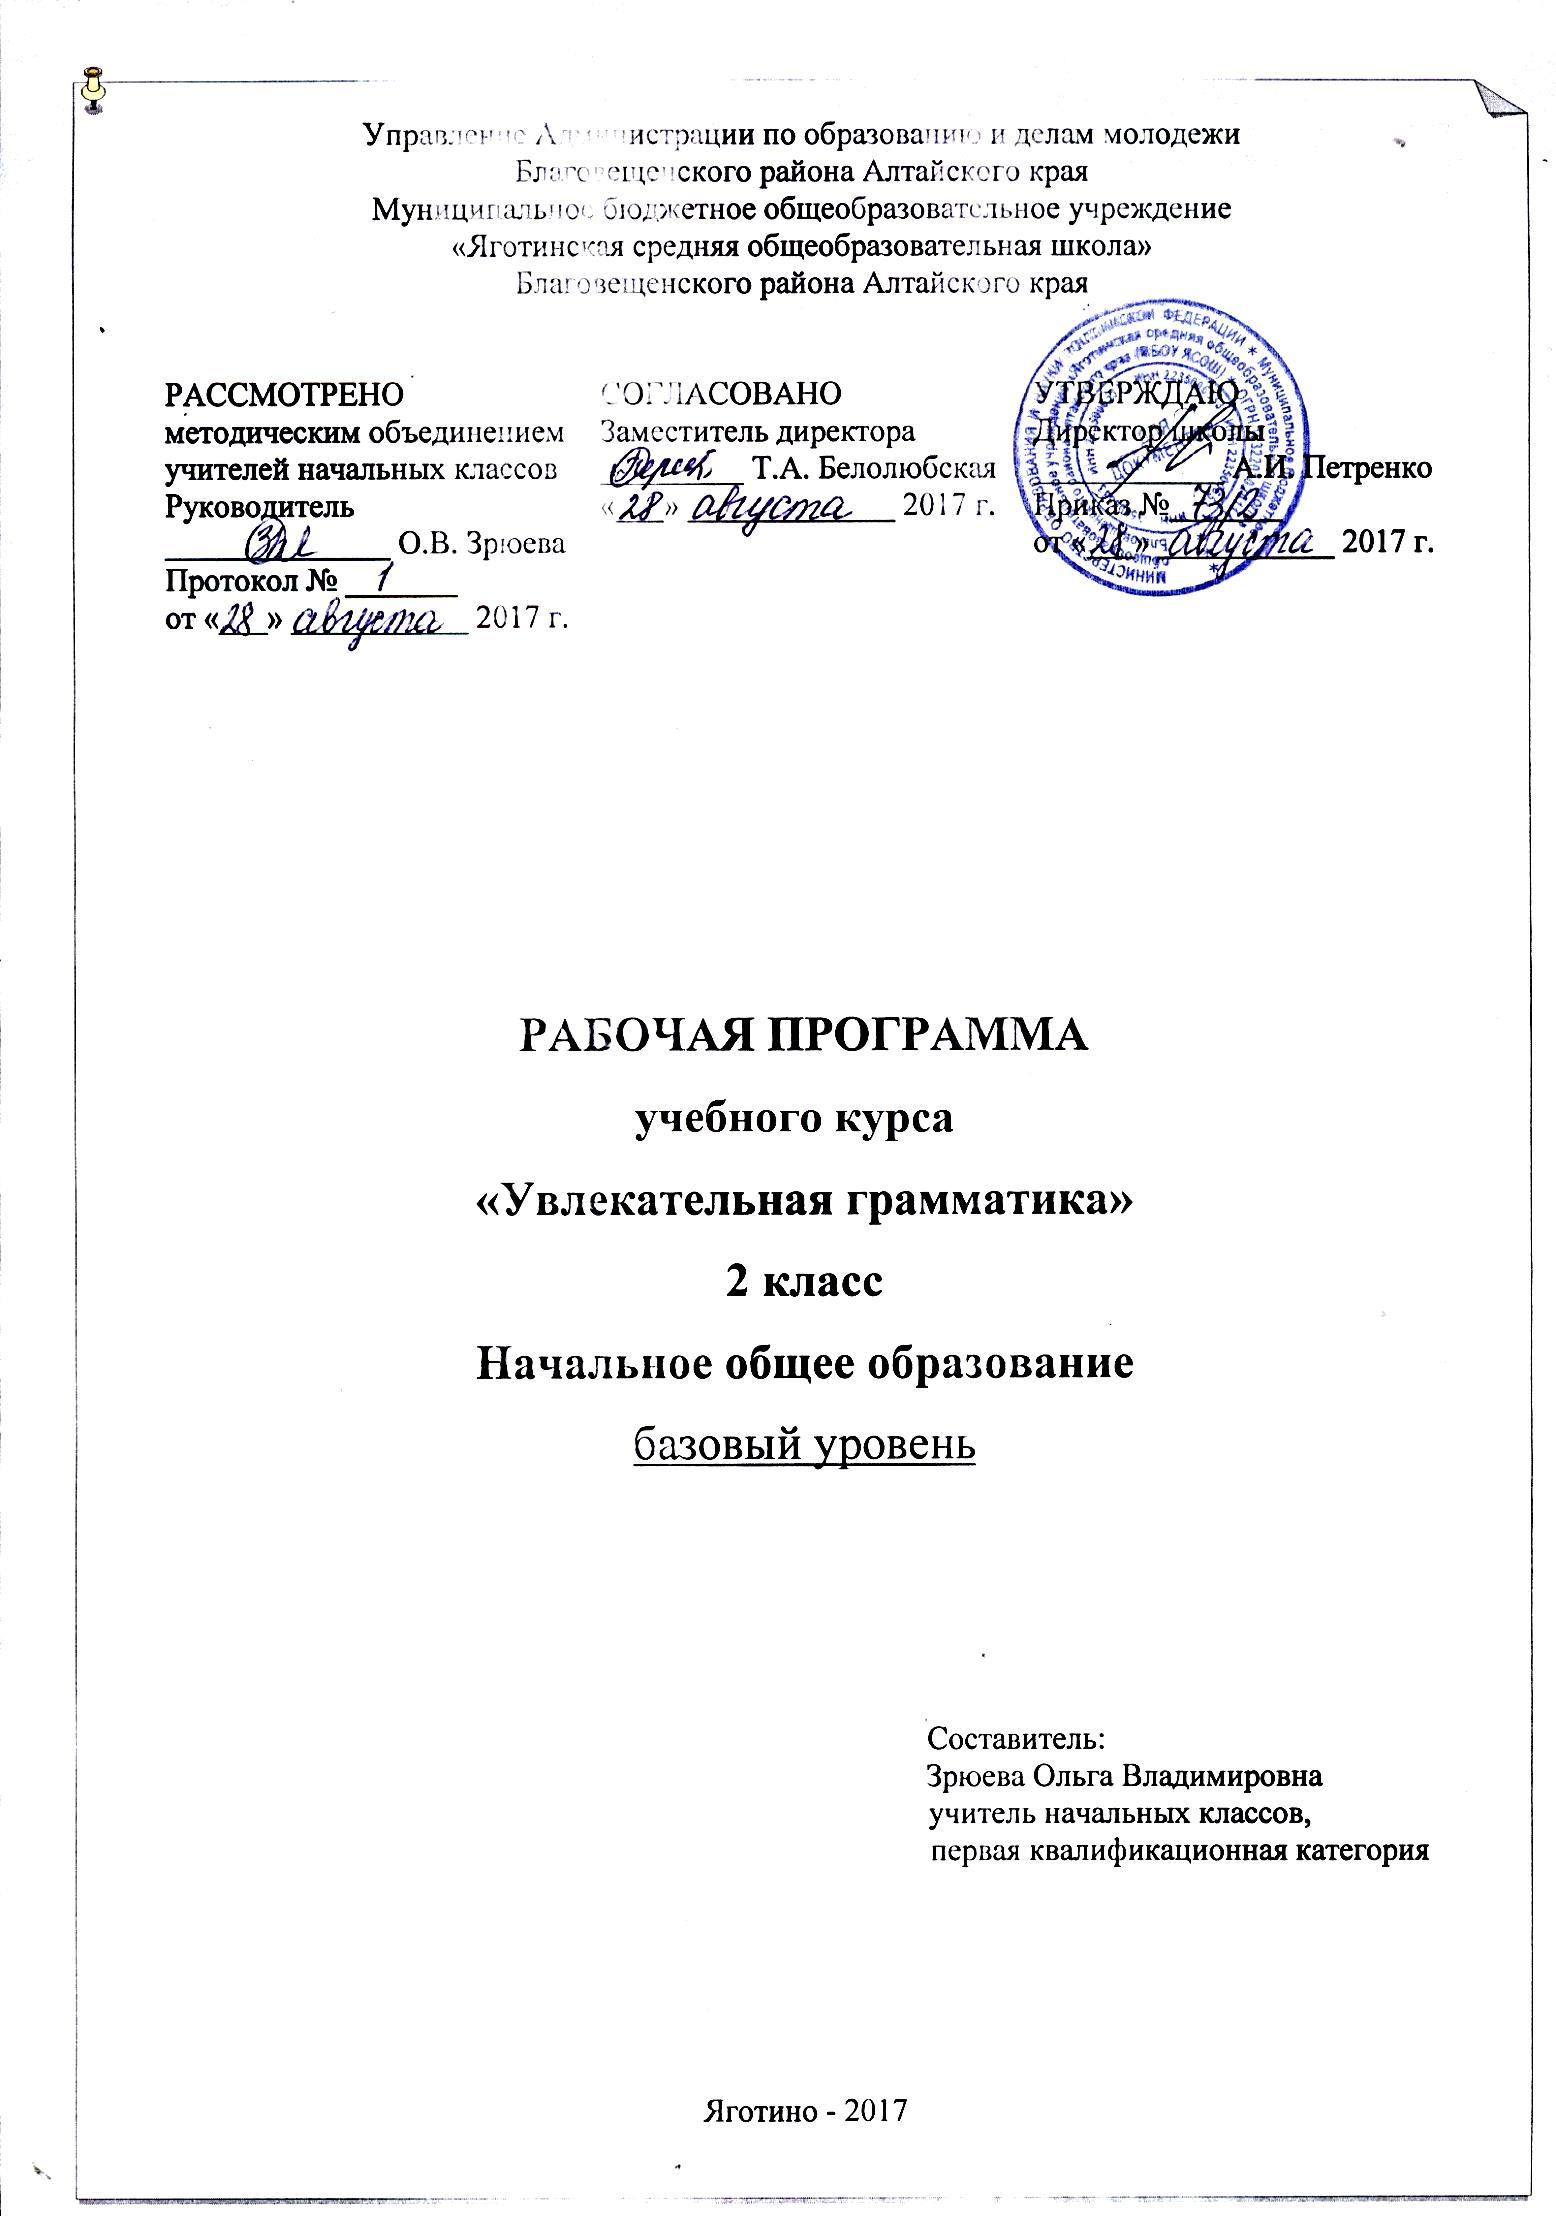 Управление Администрации по образованию и делам молодежи
Благовещенского района Алтайского края
Муниципальное бюджетное общеобразовательное учреждение
«Яготинская средняя общеобразовательная школа»
Благовещенского района Алтайского края
РАССМОТРЕНО
методическим объединением
учителей начальных классов
Руководитель
О.В. Зрюева
Протокол № 1
от «28» августа 2017 г.
СОГЛАСОВАНО
Заместитель директора
Т.А. Белолюбская
«28» августа 2017 г.
УТВЕРЖДАЮ
Директор школы
А.И. Петренко
Приказ № 73/2
от «28» августа 2017 г.
РАБОЧАЯ ПРОГРАММА
учебного курса
«Увлекательная грамматика»
2 класс
Начальное общее образование
базовый уровень
Составитель:
Зрюева Ольга Владимировна
учитель начальных классов,
первая квалификационная категория
Яготино - 2017